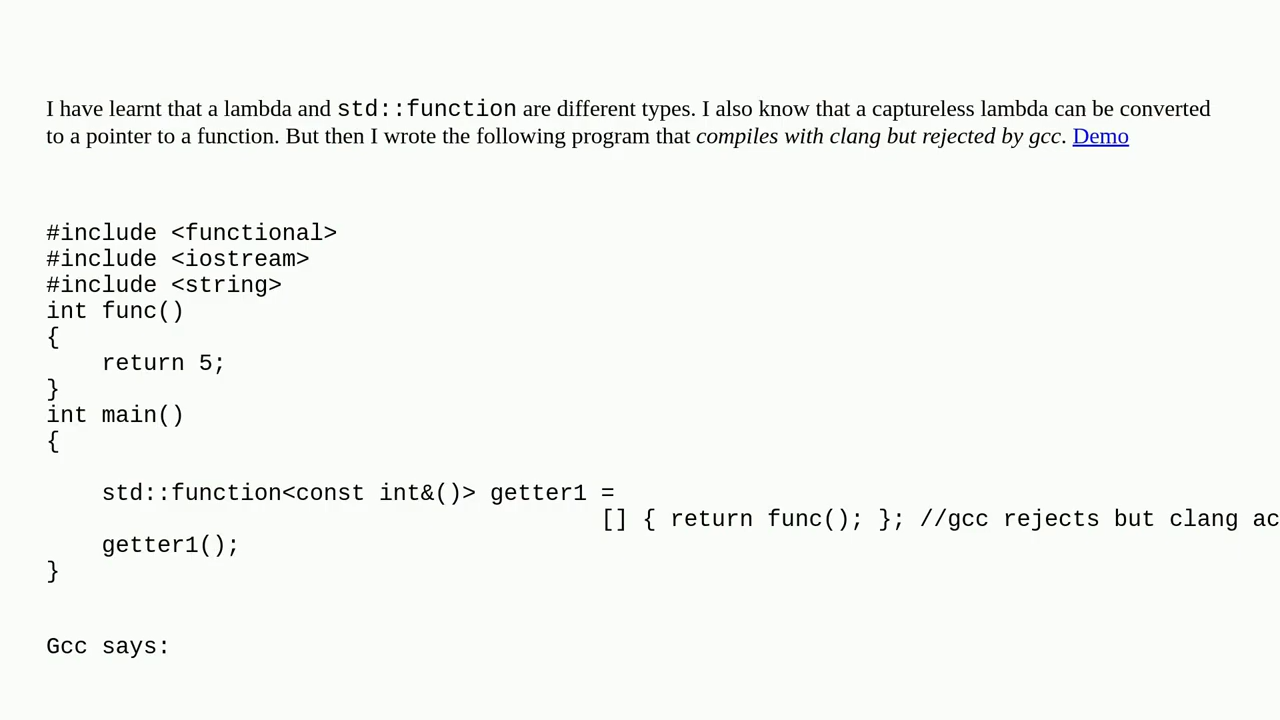 I have learnt that a lambda and std::function are different types. I also know that a captureless lambda can be converted
to a pointer to a function. But then I wrote the following program that compiles with clang but rejected by gcc. Demo
#include <functional>
#include <iostream>
#include <string>
int func()
{
    return 5;
}
int main()
{
    std::function<const int&()> getter1 =
                                        [] { return func(); }; //gcc rejects but clang ac
    getter1();
}
Gcc says: